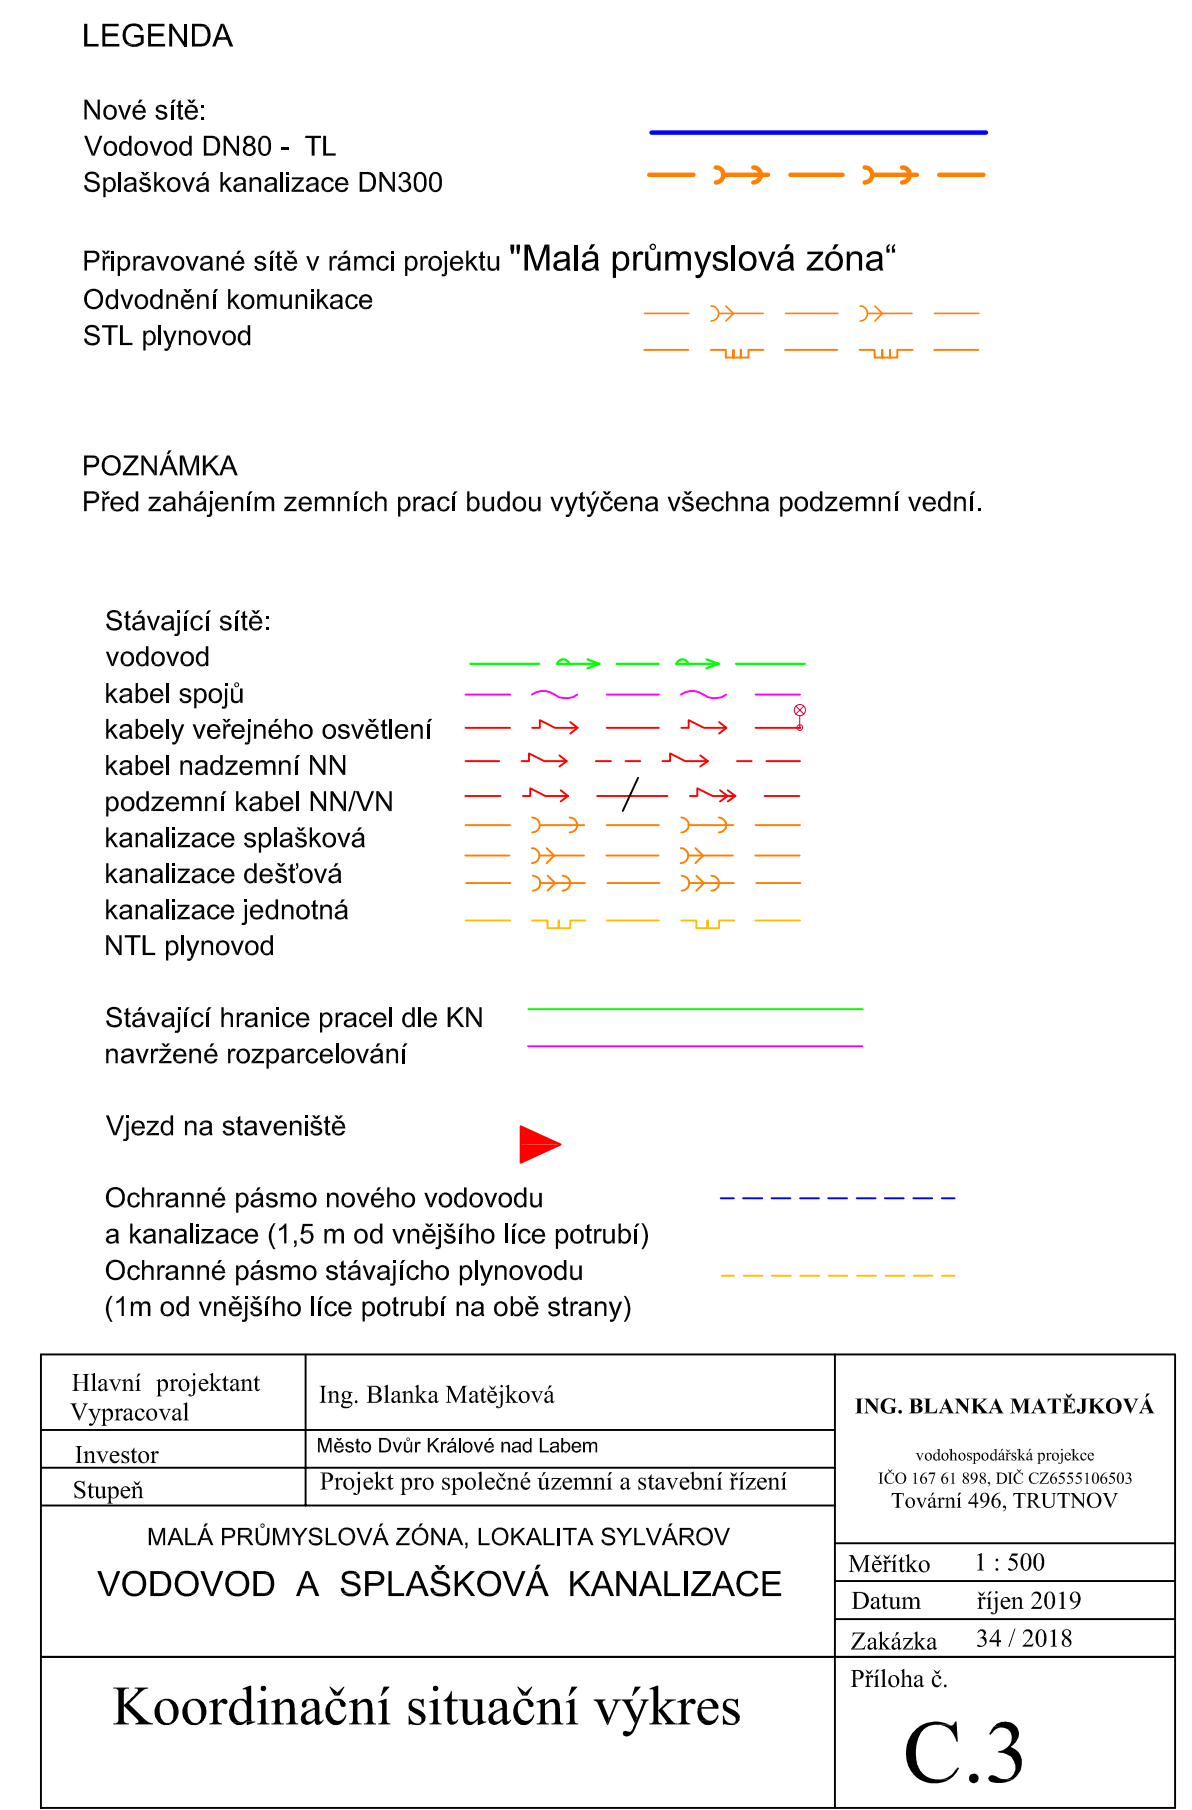 LEGENDA
Nové sítě:
Vodovod DN80 - TL
Splašková kanalizace DN300
Připravované sítě v rámci projektu "Malá průmyslová zóna“
Odvodnění komunikace
STL plynovod
POZNÁMKA
Před zahájením zemních prací budou vytýčena všechna podzemní vední.
Stávající sítě:
vodovod
kabel spojů
kabely veřejného osvětlení
kabel nadzemní NN
podzemní kabel NN/VN
kanalizace splašková
kanalizace dešťová
kanalizace jednotná
NTL plynovod
Stávající hranice pracel dle KN
navržené rozparcelování
Vjezd na staveniště
Ochranné pásmo nového vodovodu
a kanalizace (1,5 m od vnějšího líce potrubí)
Ochranné pásmo stávajícho plynovodu
(1m od vnějšího líce potrubí na obě strany)
Hlavní projektant
Vypracoval
Ing. Blanka Matějková
Investor
Město Dvůr Králové nad Labem
Stupeň
Projekt pro společné územní a stavební řízení
ING. BLANKA MATĚJKOVÁ
vodohospodářská projekce
IČO 167 61 898, DIČ CZ6555106503
Tovární 496, TRUTNOV
MALÁ PRŮMYSLOVÁ ZÓNA, LOKALITA SYLVÁROV
VODOVOD A SPLAŠKOVÁ KANALIZACE
Měřítko 1 : 500
Datum říjen 2019
Zakázka 34 / 2018
Koordinační situační výkres
Příloha č.
C.3